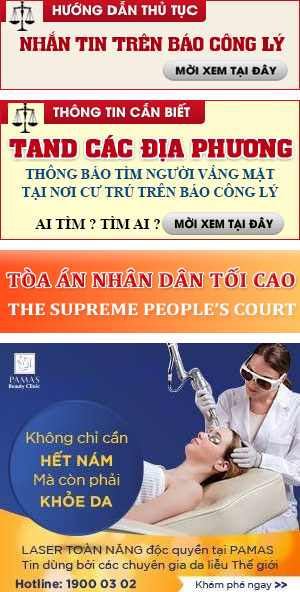 HƯỚNG DẪN THỦ TỤC
NHẮN TIN TRÊN BÁO CÔNG LÝ
MỜI XEM TẠI ĐÂY
THÔNG TIN CẦN BIẾT
TAND CÁC ĐỊA PHƯƠNG
THÔNG BÁO TÌM NGƯỜI VẮNG MẶT
TẠI NƠI CƯ TRÚ TRÊN BÁO CÔNG LÝ
AI TÌM ? TÌM AI ?
MỜI XEM TẠI ĐÂY
TÒA ÁN NHÂN DÂN TỐI CAO
THE SUPREME PEOPLE'S COURT
PAMAS
Beauty Clinic
Không chỉ cần
HẾT NÁM
Mà còn phải
KHỎE DA
LASER TOÀN NĂNG độc quyền tại PAMAS
Tin dùng bởi các chuyên gia da liễu Thế giới
Hotline: 1900 03 02
Khám phá ngay >>